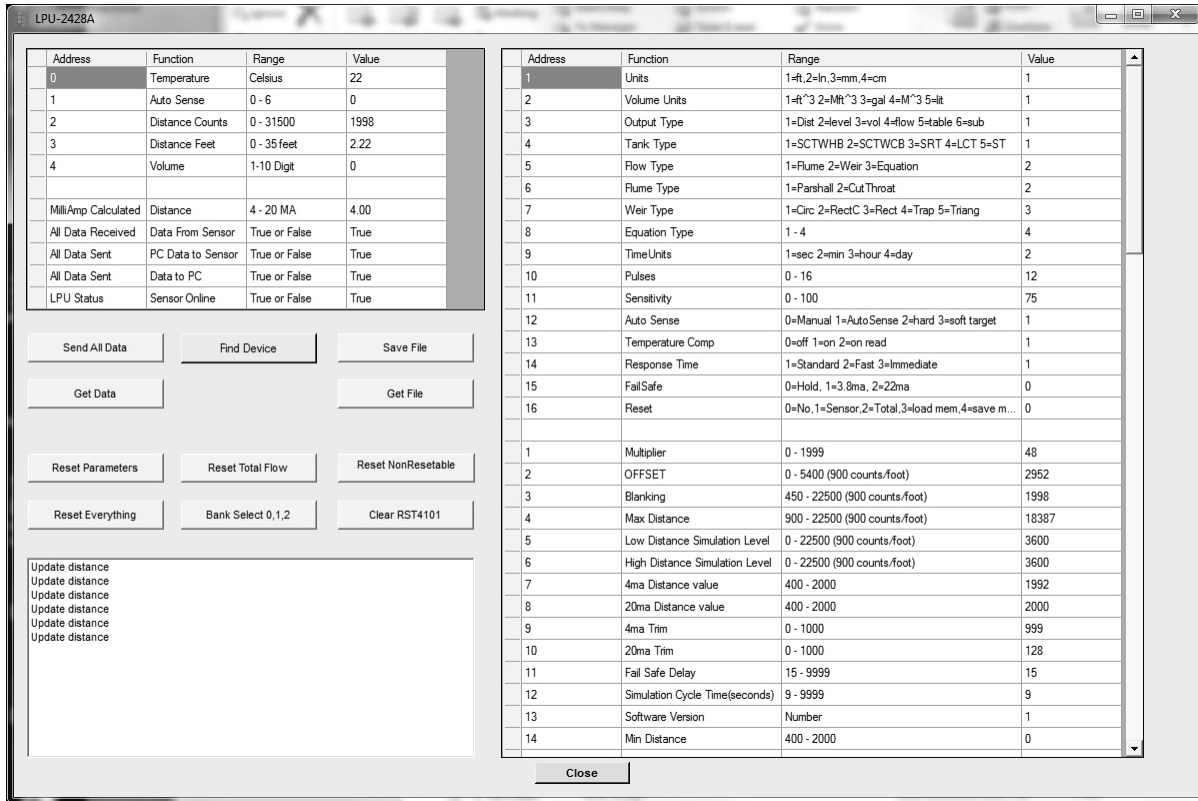 LPU-2428A
Address Function Range Value
0 Temperature Celsius 22
1 Auto Sense 0 - 6 0
2 Distance Counts 0 - 31500 1998
3 Distance Feet 0 - 35 feet 2.22
4 Volume 1-10 Digit 0
MilliAmp Calculated Distance 4 - 20 MA 4.00
All Data Received Data From Sensor True or False True
All Data Sent PC Data to Sensor True or False True
All Data Sent Data to PC True or False True
LPU Status Sensor Online True or False True
Send All Data Find Device Save File
Get Data Get File
Reset Parameters Reset Total Flow Reset NonResetable
Reset Everything Bank Select 0,1,2 Clear RST4101
Update distance
Update distance
Update distance
Update distance
Update distance
Update distance
Address Function Range Value
1 Units 1=ft,2=In,3=mm,4=cm 1
2 Volume Units 1=ft^3 2=Mft^3 3=gal 4=M^3 5=lit 1
3 Output Type 1=Dist 2=level 3=vol 4=flow 5=table 6=sub 1
4 Tank Type 1=SCTWHB 2=SCTWCB 3=SRT 4=LCT 5=ST 1
5 Flow Type 1=Flume 2=Weir 3=Equation 2
6 Flume Type 1=Parshall 2=CutThroat 2
7 Weir Type 1=Circ 2=RectC 3=Rect 4=Trap 5=Triang 3
8 Equation Type 1 - 4 4
9 TimeUnits 1=sec 2=min 3=hour 4=day 2
10 Pulses 0 - 16 12
11 Sensitivity 0 - 100 75
12 Auto Sense 0=Manual 1=AutoSense 2=hard 3=soft target 1
13 Temperature Comp 0=off 1=on 2=on read 1
14 Response Time 1=Standard 2=Fast 3=Immediate 1
15 FailSafe 0=Hold, 1=3.8ma, 2=22ma 0
16 Reset 0=No,1=Sensor,2=Total,3=load mem,4=save m... 0
1 Multiplier 0 - 1999 48
2 OFFSET 0 - 5400 (900 counts/foot) 2952
3 Blanking 450 - 22500 (900 counts/foot) 1998
4 Max Distance 900 - 22500 (900 counts/foot) 18387
5 Low Distance Simulation Level 0 - 22500 (900 counts/foot) 3600
6 High Distance Simulation Level 0 - 22500 (900 counts/foot) 3600
7 4ma Distance value 400 - 2000 1992
8 20ma Distance value 400 - 2000 2000
9 4ma Trim 0 - 1000 999
10 20ma Trim 0 - 1000 128
11 Fail Safe Delay 15 - 9999 15
12 Simulation Cycle Time(seconds) 9 - 9999 9
13 Software Version Number 1
14 Min Distance 400 - 2000 0
Close